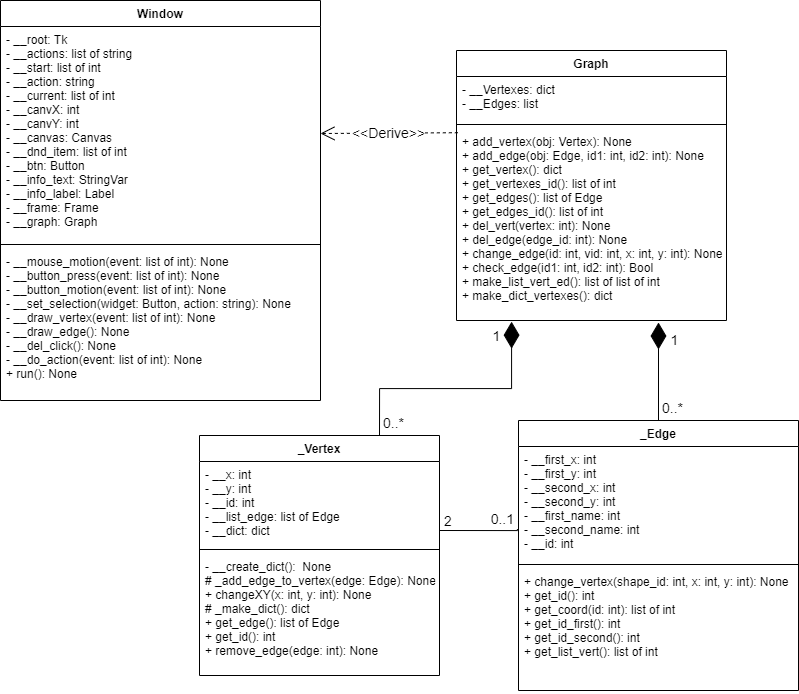 Window
- __root: Tk
- __actions: list of string
- __start: list of int
- __action: string
- __current: list of int
- __canvX: int
- __canvY: int
- __canvas: Canvas
- __dnd_item: list of int
- __btn: Button
- __info_text: StringVar
- __info_label: Label
- __frame: Frame
- __graph: Graph
- __mouse_motion(event: list of int): None
- __button_press(event: list of int): None
- __button_motion(event: list of int): None
- __set_selection(widget: Button, action: string): None
- __draw_vertex(event: list of int): None
- __draw_edge(): None
- __del_click(): None
- __do_action(event: list of int): None
+ run(): None
<<Derive>>
Graph
- __Vertexes: dict
- __Edges: list
+ add_vertex(obj: Vertex): None
+ add_edge(obj: Edge, id1: int, id2: int): None
+ get_vertex(): dict
+ get_vertexes_id(): list of int
+ get_edges(): list of Edge
+ get_edges_id(): list of int
+ del_vert(vertex: int): None
+ del_edge(edge_id: int): None
+ change_edge(id: int, vid: int, x: int, y: int): None
+ check_edge(id1: int, id2: int): Bool
+ make_list_vert_ed(): list of list of int
+ make_dict_vertexes(): dict
1
1
0..*
0..*
_Vertex
- __x: int
- __y: int
- __id: int
- __list_edge: list of Edge
- __dict: dict
- __create_dict():  None
# _add_edge_to_vertex(edge: Edge): None
+ changeXY(x: int, y: int): None
# _make_dict(): dict
+ get_edge(): list of Edge
+ get_id(): int
+ remove_edge(edge: int): None
2
0..1
_Edge
- __first_x: int
- __first_y: int
- __second_x: int
- __second_y: int
- __first_name: int
- __second_name: int
- __id: int
+ change_vertex(shape_id: int, x: int, y: int): None
+ get_id(): int
+ get_coord(id: int): list of int
+ get_id_first(): int
+ get_id_second(): int
+ get_list_vert(): list of int